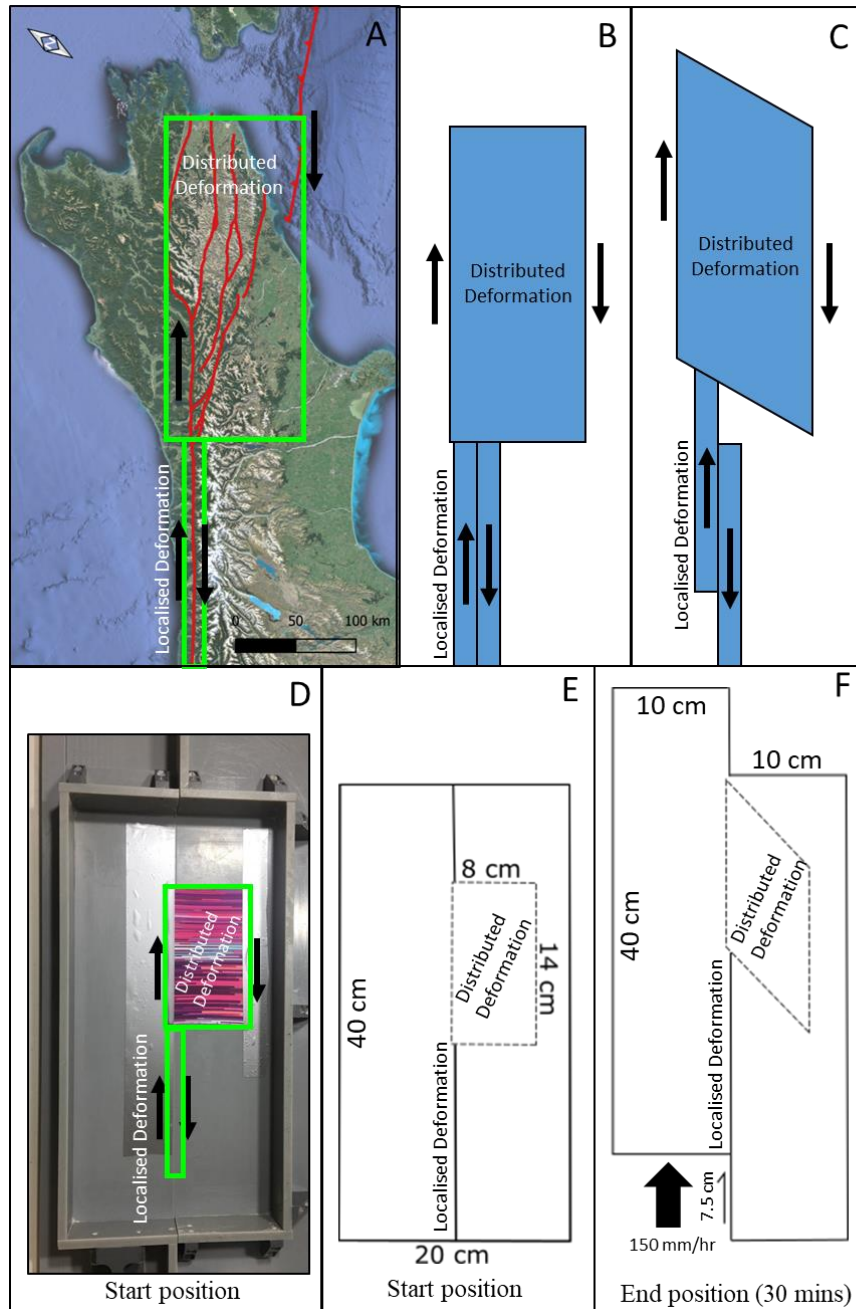 A
Distributed
Deformation
Localised Deformation
0 50 100 km
B
Distributed
Deformation
Localised Deformation
C
Distributed
Deformation
Localised Deformation
D
Distributed
Deformation
Localised Deformation
Start position
E
8 cm
Distributed
Deformation
14 cm
40 cm
Localised Deformation
20 cm
Start position
F
10 cm
10 cm
Distributed
Deformation
40 cm
Localised Deformation
7.5 cm
150 mm/hr
End position (30 mins)